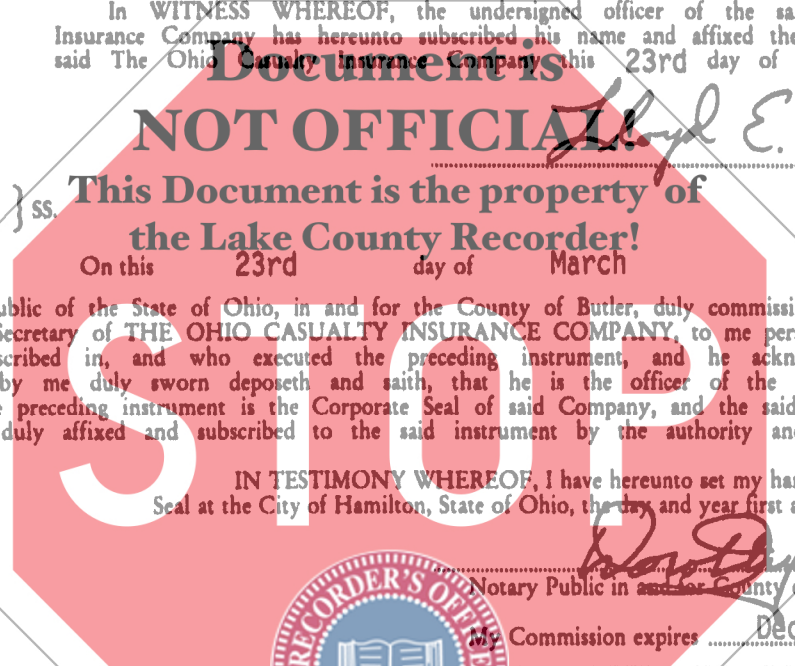 In WITNESS WHEREOF, the undersigned officer of the sa
Insurance Company has hereunto subscribed his name and affixed the
said The Ohio Casualty Insurance Company this 23rd day of
Document is
NOT OFFICIAL!
Lloyd E.
This Document is the property of
the Lake County Recorder!
} ss.
On this 23rd day of March
ublic of the State of Ohio, in and for the County of Butler, duly commissi
Secretary of THE OHIO CASUALTY INSURANCE COMPANY, to me per
scribed in, and who executed the preceding instrument, and he ackn
by me duly sworn deposeth and saith, that he is the officer of the
e preceding instrument is the Corporate Seal of said Company, and the said
duly affixed and subscribed to the said instrument by the authority an
STOP
IN TESTIMONY WHEREOF, I have hereunto set my ha
Seal at the City of Hamilton, State of Ohio, the day and year first a
Notary Public in and for County
My Commission expires Dec
RECORDER'S OFFICE